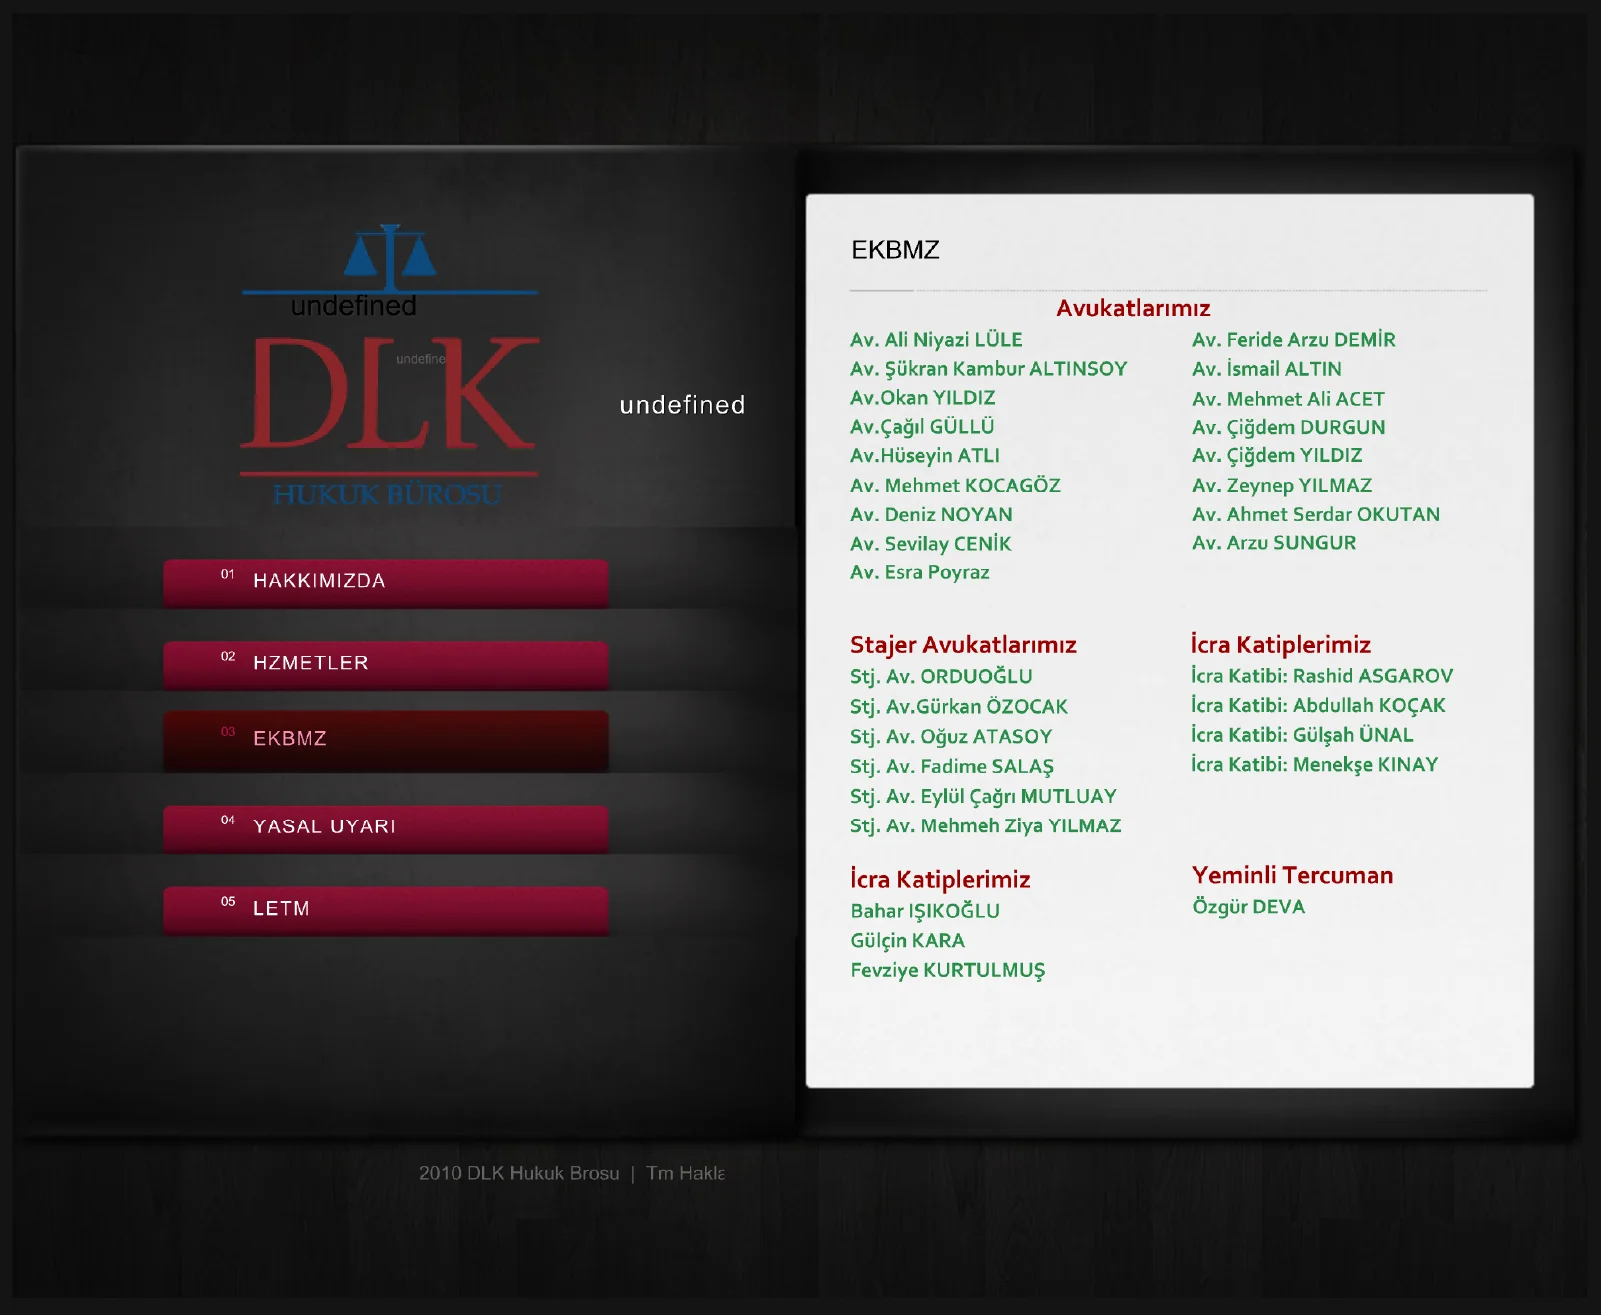 undefined
DLK
undefine
undefined
HUKUK BÜROSU
01 HAKKIMIZDA
02 HZMETLER
03 EKBMZ
04 YASAL UYARI
05 LETM
EKBMZ
Avukatlarımız
Av. Ali Niyazi LÜLE
Av. Şükran Kambur ALTINSOY
Av.Okan YILDIZ
Av.Çağıl GÜLLÜ
Av.Hüseyin ATLI
Av. Mehmet KOCAGÖZ
Av. Deniz NOYAN
Av. Sevilay CENİK
Av. Esra Poyraz
Av. Feride Arzu DEMİR
Av. İsmail ALTIN
Av. Mehmet Ali ACET
Av. Çiğdem DURGUN
Av. Çiğdem YILDIZ
Av. Zeynep YILMAZ
Av. Ahmet Serdar OKUTAN
Av. Arzu SUNGUR
Stajer Avukatlarımız
Stj. Av. ORDUOĞLU
Stj. Av.Gürkan ÖZOCAK
Stj. Av. Oğuz ATASOY
Stj. Av. Fadime SALAŞ
Stj. Av. Eylül Çağrı MUTLUAY
Stj. Av. Mehmeh Ziya YILMAZ
İcra Katiplerimiz
İcra Katibi: Rashid ASGAROV
İcra Katibi: Abdullah KOÇAK
İcra Katibi: Gülşah ÜNAL
İcra Katibi: Menekşe KINAY
İcra Katiplerimiz
Bahar IŞIKOĞLU
Gülçin KARA
Fevziye KURTULMUŞ
Yeminli Tercuman
Özgür DEVA
2010 DLK Hukuk Brosu | Tm Hakla